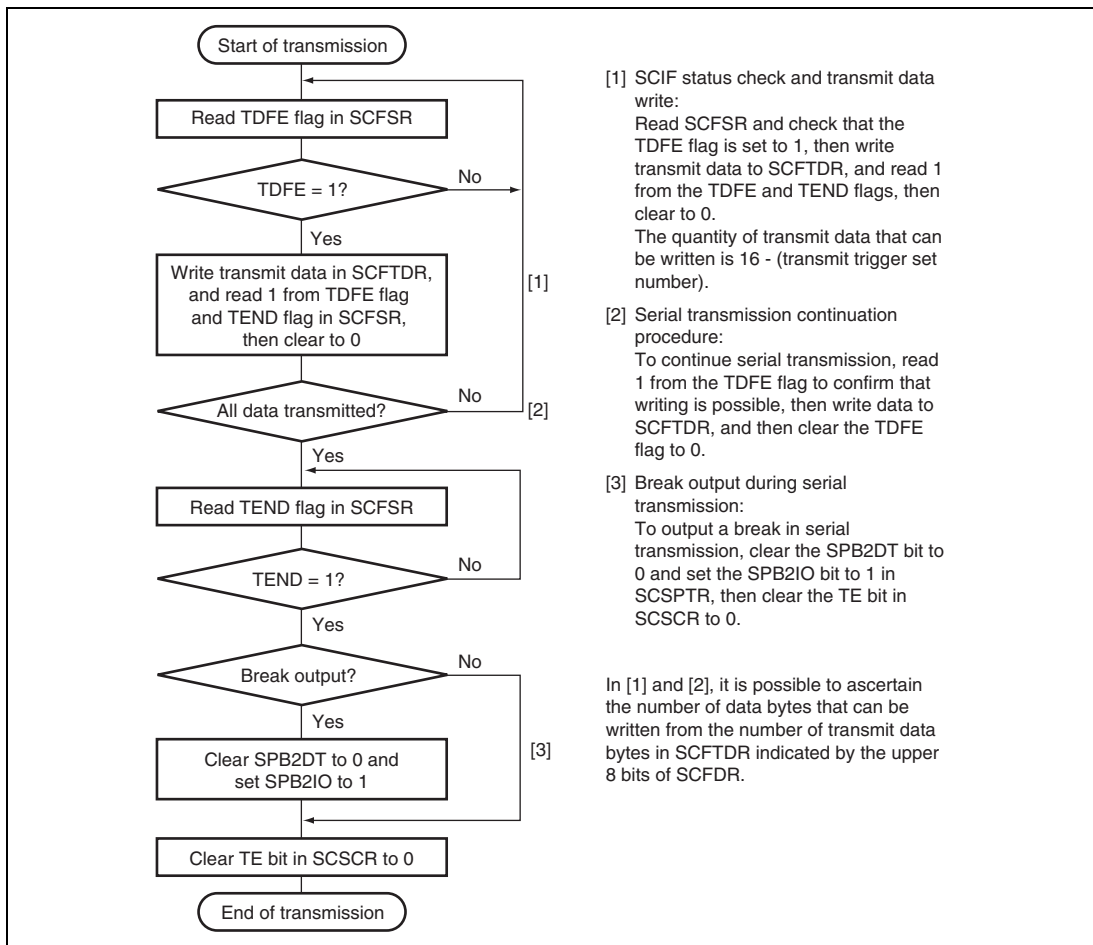 Start of transmission
Read TDFE flag in SCFSR
TDFE = 1?
No
Yes
Write transmit data in SCFTDR,
and read 1 from TDFE flag
and TEND flag in SCFSR,
then clear to 0
[1]
All data transmitted?
No
[2]
Yes
Read TEND flag in SCFSR
TEND = 1?
No
Yes
Break output?
No
Yes
Clear SPB2DT to 0 and
set SPB2IO to 1
[3]
Clear TE bit in SCSCR to 0
End of transmission
[1] SCIF status check and transmit data
write:
Read SCFSR and check that the
TDFE flag is set to 1, then write
transmit data to SCFTDR, and read 1
from the TDFE and TEND flags, then
clear to 0.
The quantity of transmit data that can
be written is 16 - (transmit trigger set
number).
[2] Serial transmission continuation
procedure:
To continue serial transmission, read
1 from the TDFE flag to confirm that
writing is possible, then write data to
SCFTDR, and then clear the TDFE
flag to 0.
[3] Break output during serial
transmission:
To output a break in serial
transmission, clear the SPB2DT bit to
0 and set the SPB2IO bit to 1 in
SCSPTR, then clear the TE bit in
SCSCR to 0.
In [1] and [2], it is possible to ascertain
the number of data bytes that can be
written from the number of transmit data
bytes in SCFTDR indicated by the upper
8 bits of SCFDR.